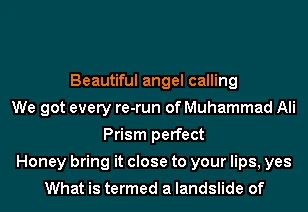 Beautiful angel calling
We got every re-run of Muhammad Ali
Prism perfect
Honey bring it close to your lips, yes
What is termed a landslide of